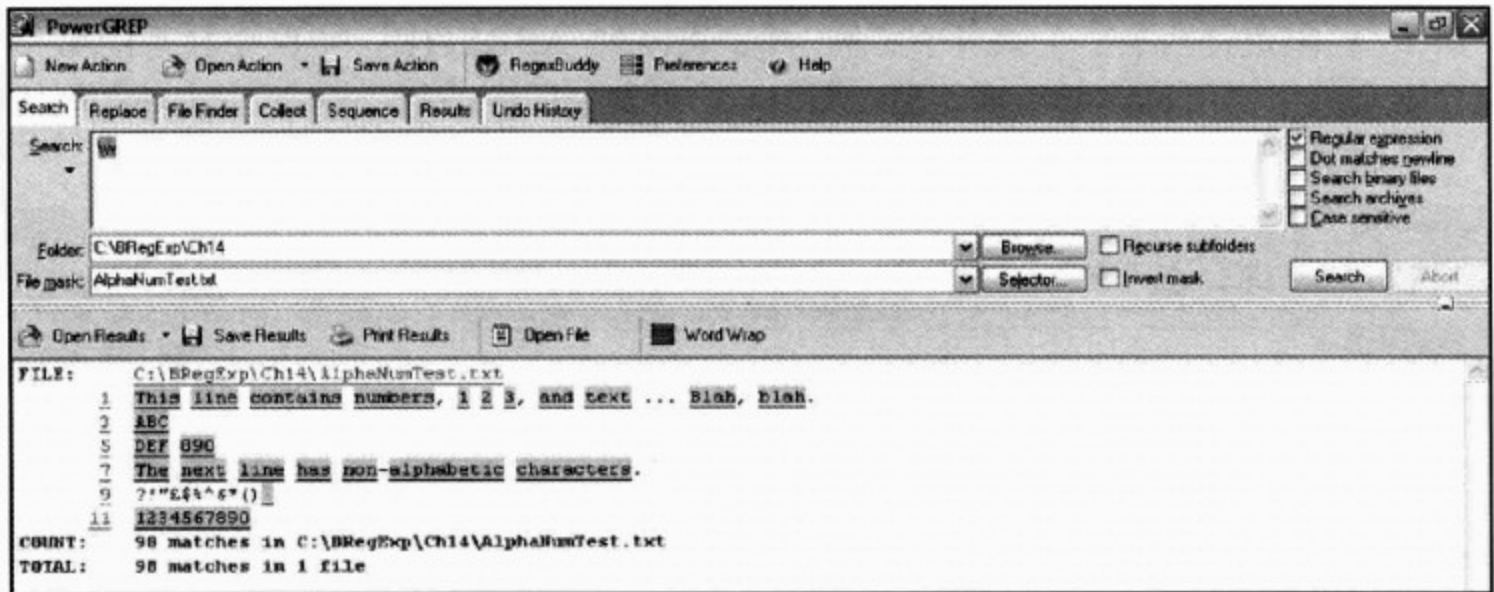 PowerGREP
New Action Open Action Save Action RegexBuddy Preferences Help
Search Replace File Finder Collect Sequence Results Undo History
Search: \w
Regular expression
Dot matches newline
Search binary files
Search archives
Case sensitive
Folder: C:\BRegExp\Ch14 Browse... Recurse subfolders
File mask: AlphaNumTest.txt Selector... Invert mask Search Abort
Open Results Save Results Print Results Open File Word Wrap
FILE: C:\BRegExp\Ch14\AlphaNumTest.txt
1 This line contains numbers, 1 2 3, and text ... Blah, blah.
3 ABC
5 DEF 890
7 The next line has non-alphabetic characters.
9 ?!"£$%^&*()_
11 1234567890
COUNT: 98 matches in C:\BRegExp\Ch14\AlphaNumTest.txt
TOTAL: 98 matches in 1 file